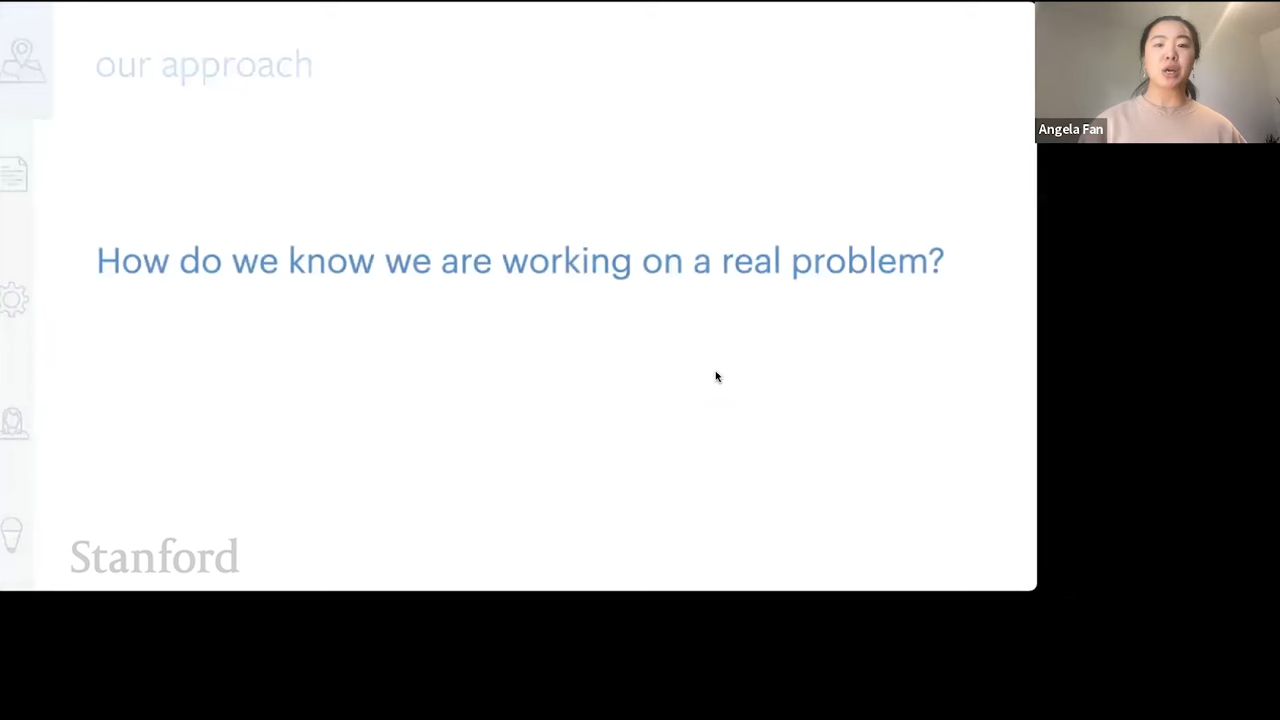 our approach
Angela Fan
How do we know we are working on a real problem?
Stanford